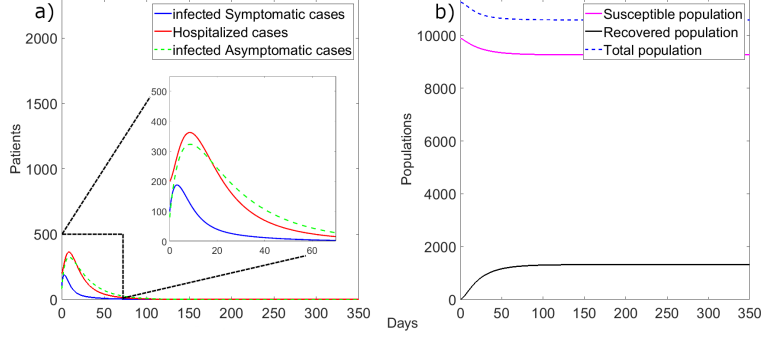 a)
infected Symptomatic cases
Hospitalized cases
infected Asymptomatic cases
2000
1500
1000
500
0
Patients
0 50 100 150 200 250 300 350
500
400
300
200
100
0
0 20 40 60
b)
Susceptible population
Recovered population
Total population
10000
8000
6000
4000
2000
0
Populations
0 50 100 150 200 250 300 350
Days